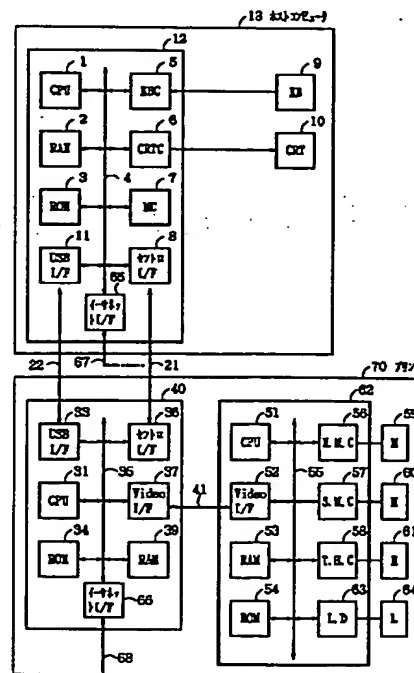 13 ホストコンピュータ
12
1 5 9
CPU KBC KB
2 6 10
RAM CRTC CRT
3 4 7
ROM MC
11 8
USB I/F セントロ I/F
65
イーサネットI/F
22 67 21
70 プリンタ
40 62
33 36 51 56 59
USB I/F セントロ I/F CPU M.M.C M
31 35 37 41 52 55 57 60
CPU Video I/F Video I/F S.M.C M
34 39 53 58 61
ROM RAM RAM M
66 54 63 64
イーサネットI/F ROM L.D L
68